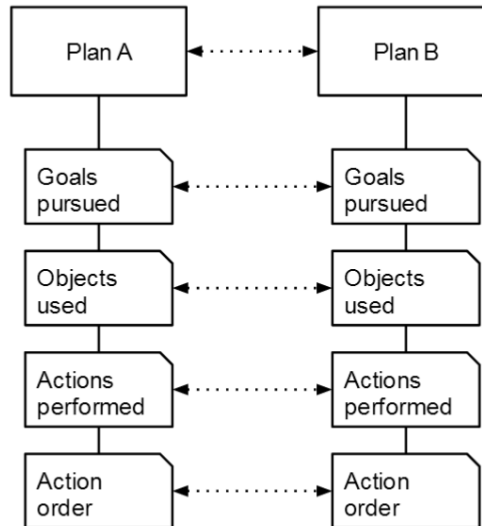 Plan A
Plan B
Goals
pursued
Goals
pursued
Objects
used
Objects
used
Actions
performed
Actions
performed
Action
order
Action
order